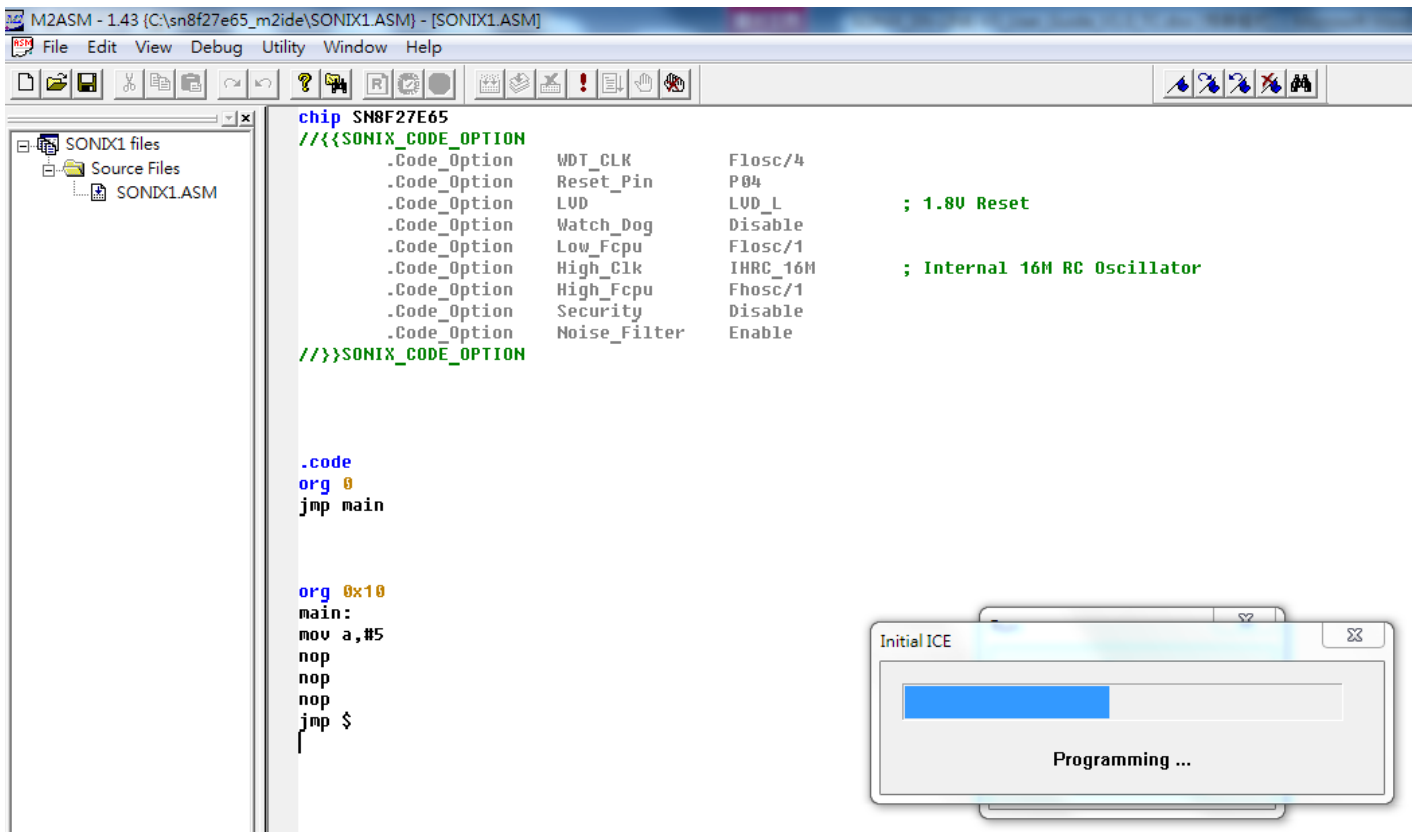 M2ASM - 1.43 {C:\sn8f27e65_m2ide\SONIX1.ASM} - [SONIX1.ASM]
File Edit View Debug Utility Window Help
SONIX1 files
Source Files
SONIX1.ASM
chip SN8F27E65
//{{SONIX_CODE_OPTION
.Code_Option WDT_CLK Flosc/4
.Code_Option Reset_Pin P04
.Code_Option LVD LVD_L ; 1.8V Reset
.Code_Option Watch_Dog Disable
.Code_Option Low_Fcpu Flosc/1
.Code_Option High_Clk IHRC_16M ; Internal 16M RC Oscillator
.Code_Option High_Fcpu Fhosc/1
.Code_Option Security Disable
.Code_Option Noise_Filter Enable
//}}SONIX_CODE_OPTION
.code
org 0
jmp main
org 0x10
main:
mov a,#5
nop
nop
nop
jmp $
Initial ICE
Programming ...